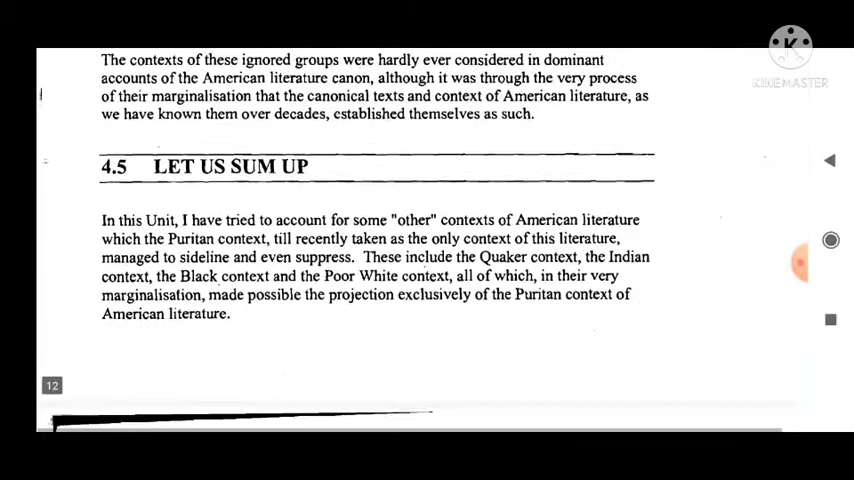 The contexts of these ignored groups were hardly ever considered in dominant
accounts of the American literature canon, although it was through the very process
of their marginalisation that the canonical texts and context of American literature, as
we have known them over decades, established themselves as such.
4.5 LET US SUM UP
In this Unit, I have tried to account for some "other" contexts of American literature
which the Puritan context, till recently taken as the only context of this literature,
managed to sideline and even suppress. These include the Quaker context, the Indian
context, the Black context and the Poor White context, all of which, in their very
marginalisation, made possible the projection exclusively of the Puritan context of
American literature.
12
KINEMASTER